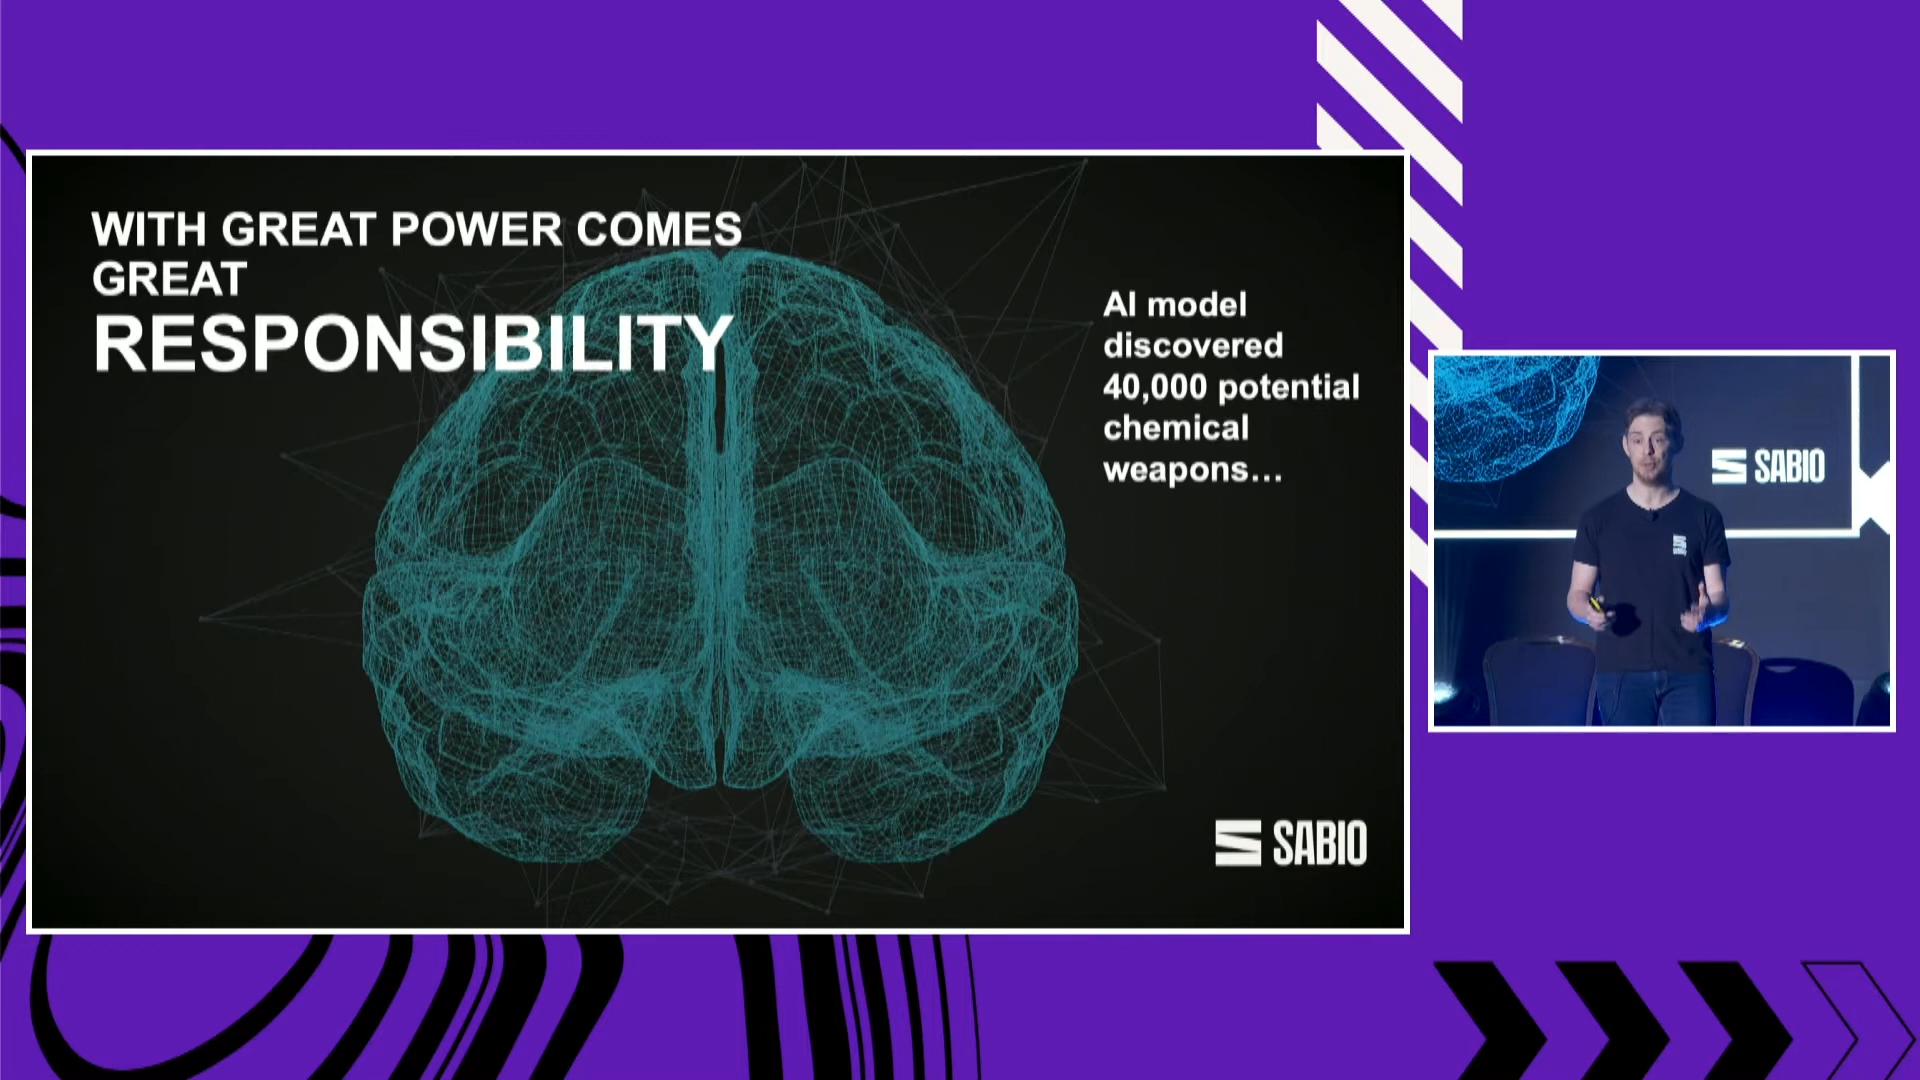 WITH GREAT POWER COMES
GREAT
RESPONSIBILITY
AI model
discovered
40,000 potential
chemical
weapons...
SABIO
SABIO